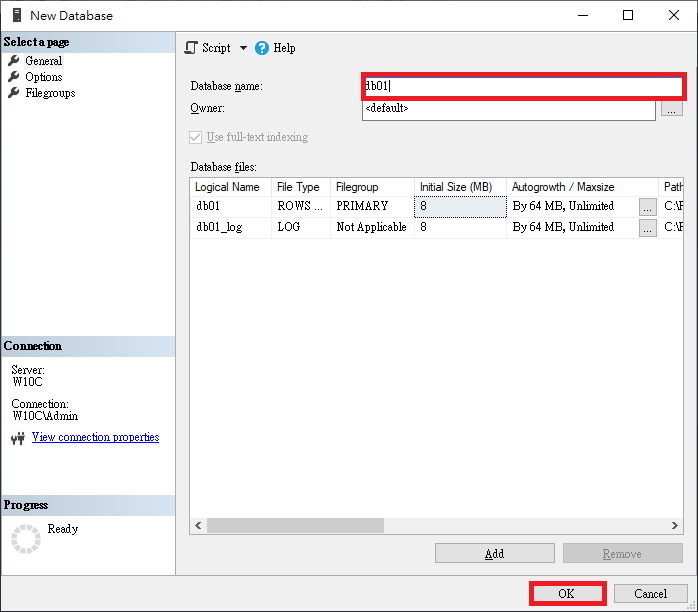 New Database
Select a page
General
Options
Filegroups
Script
Help
Database name:
db01
Owner:
<default>
...
Use full-text indexing
Database files:
Logical Name File Type Filegroup Initial Size (MB) Autogrowth / Maxsize Path
db01 ROWS ... PRIMARY 8 By 64 MB, Unlimited ... C:\P
db01_log LOG Not Applicable 8 By 64 MB, Unlimited ... C:\P
Connection
Server:
W10C
Connection:
W10C\Admin
View connection properties
Progress
Ready
Add
Remove
OK
Cancel